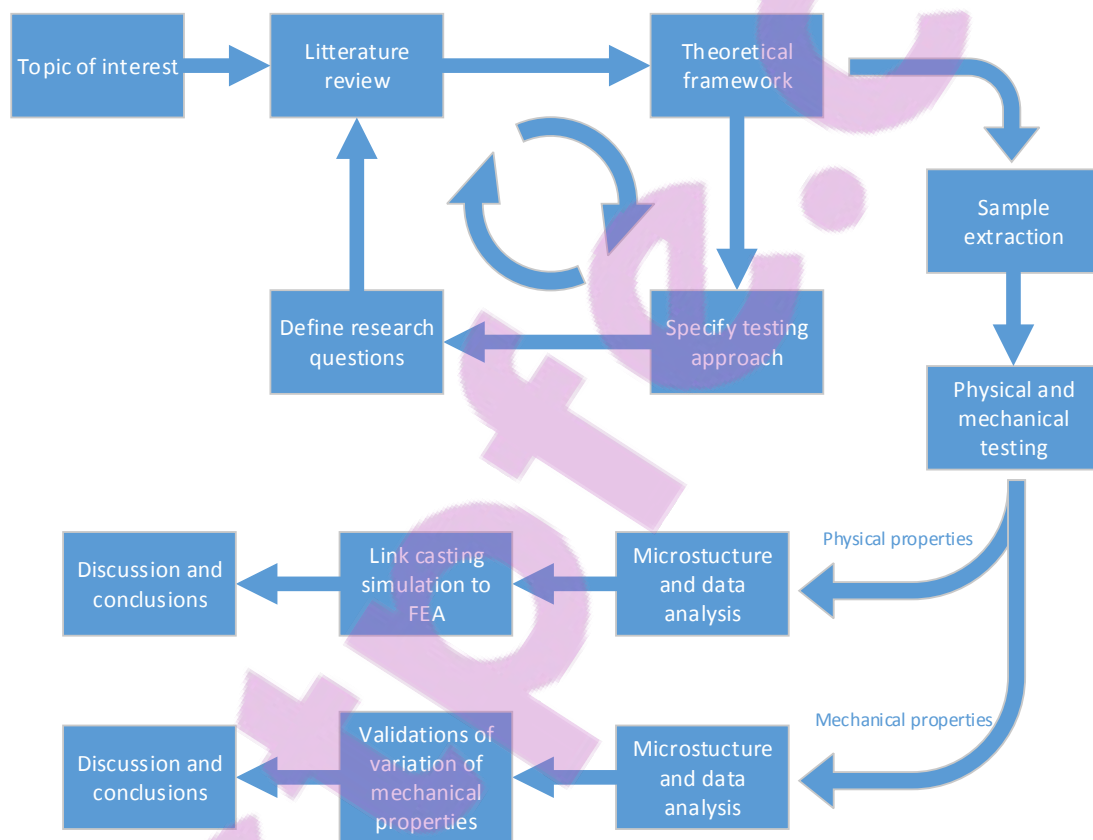 Topic of interest
Litterature
review
Theoretical
framework
Sample
extraction
Define research
questions
Specify testing
approach
Physical and
mechanical
testing
Physical properties
Discussion and
conclusions
Link casting
simulation to
FEA
Microstucture
and data
analysis
Mechanical properties
Discussion and
conclusions
Validations of
variation of
mechanical
properties
Microstucture
and data
analysis
tpfe.c